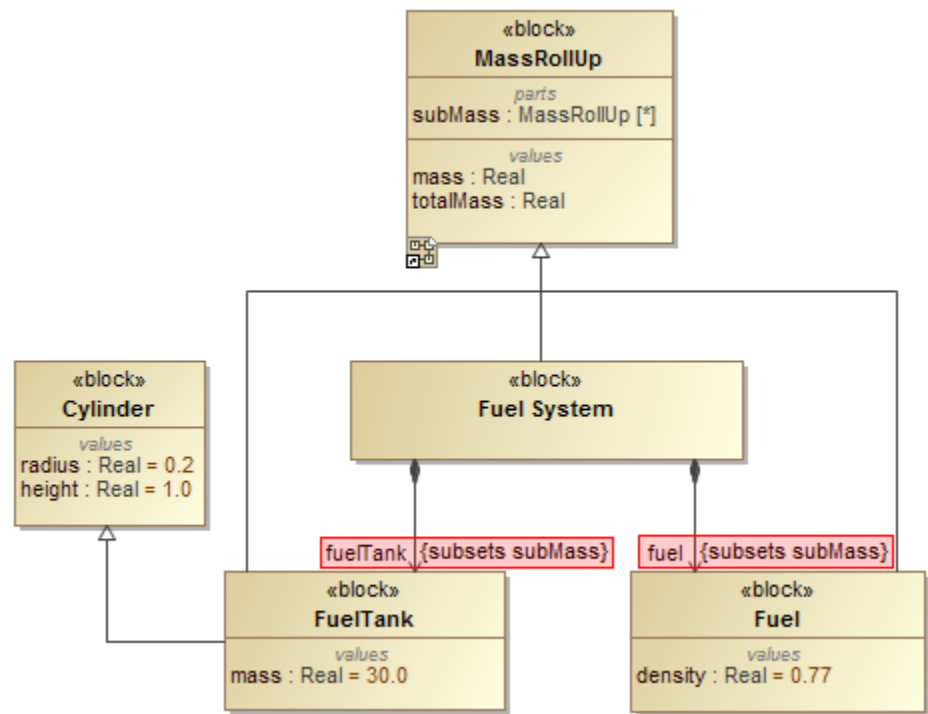 «block»
MassRollUp
parts
subMass : MassRollUp [*]
values
mass : Real
totalMass : Real
«block»
Cylinder
values
radius : Real = 0.2
height : Real = 1.0
«block»
Fuel System
fuelTank {subsets subMass}
fuel {subsets subMass}
«block»
FuelTank
values
mass : Real = 30.0
«block»
Fuel
values
density : Real = 0.77